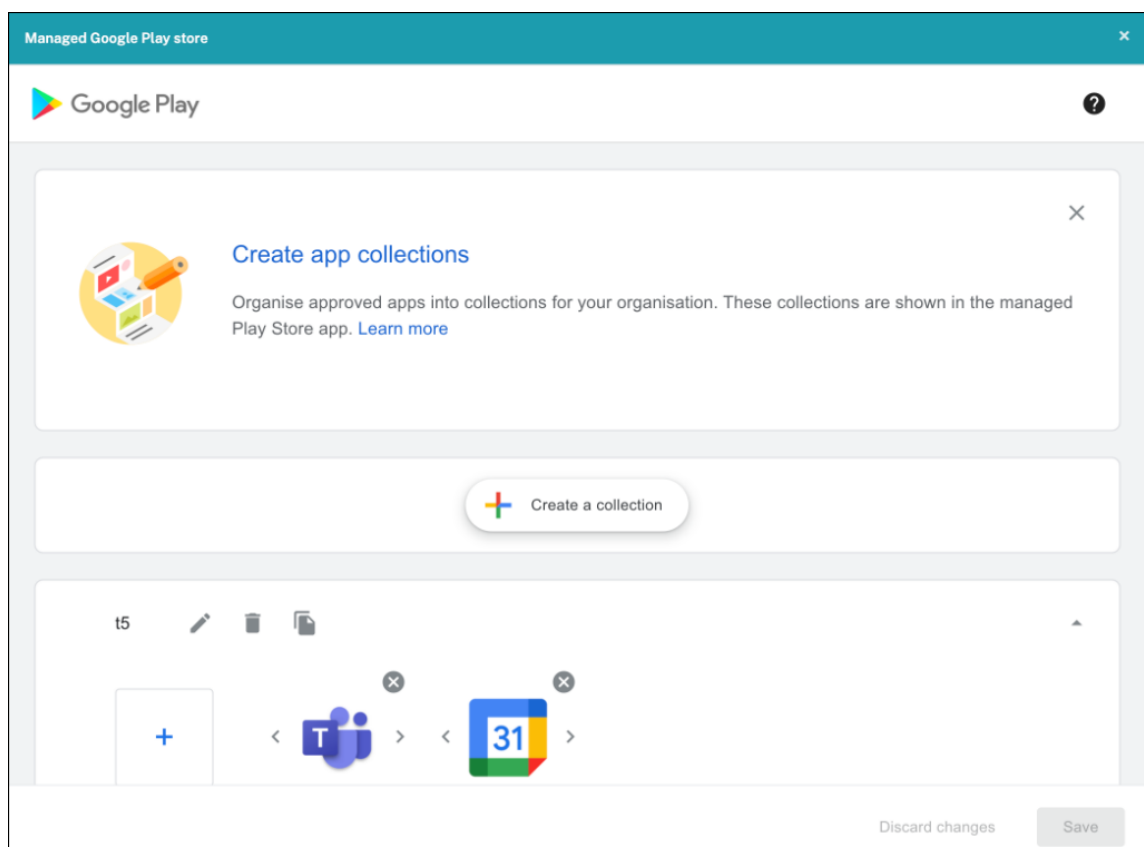 Managed Google Play store
Google Play
Create app collections
Organise approved apps into collections for your organisation. These collections are shown in the managed
Play Store app. Learn more
Create a collection
t5
T
31
Discard changes
Save